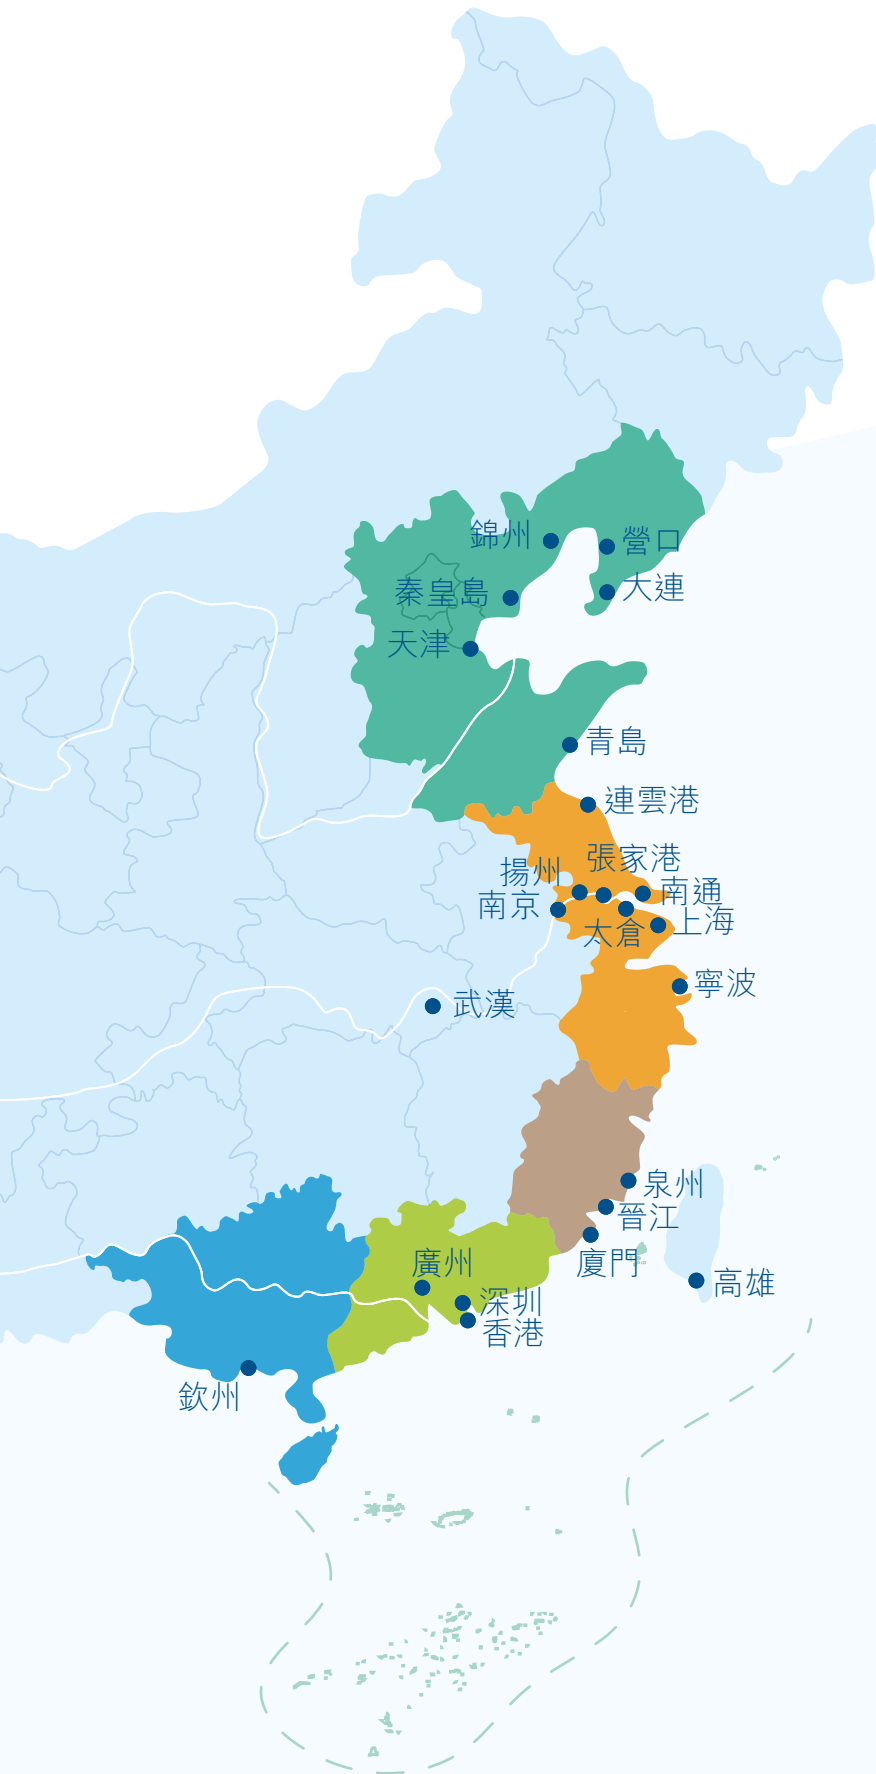 錦州
營口
大連
秦皇島
天津
青島
連雲港
張家港
揚州
南通
南京
上海
太倉
寧波
武漢
泉州
晉江
廈門
廣州
高雄
深圳
香港
欽州